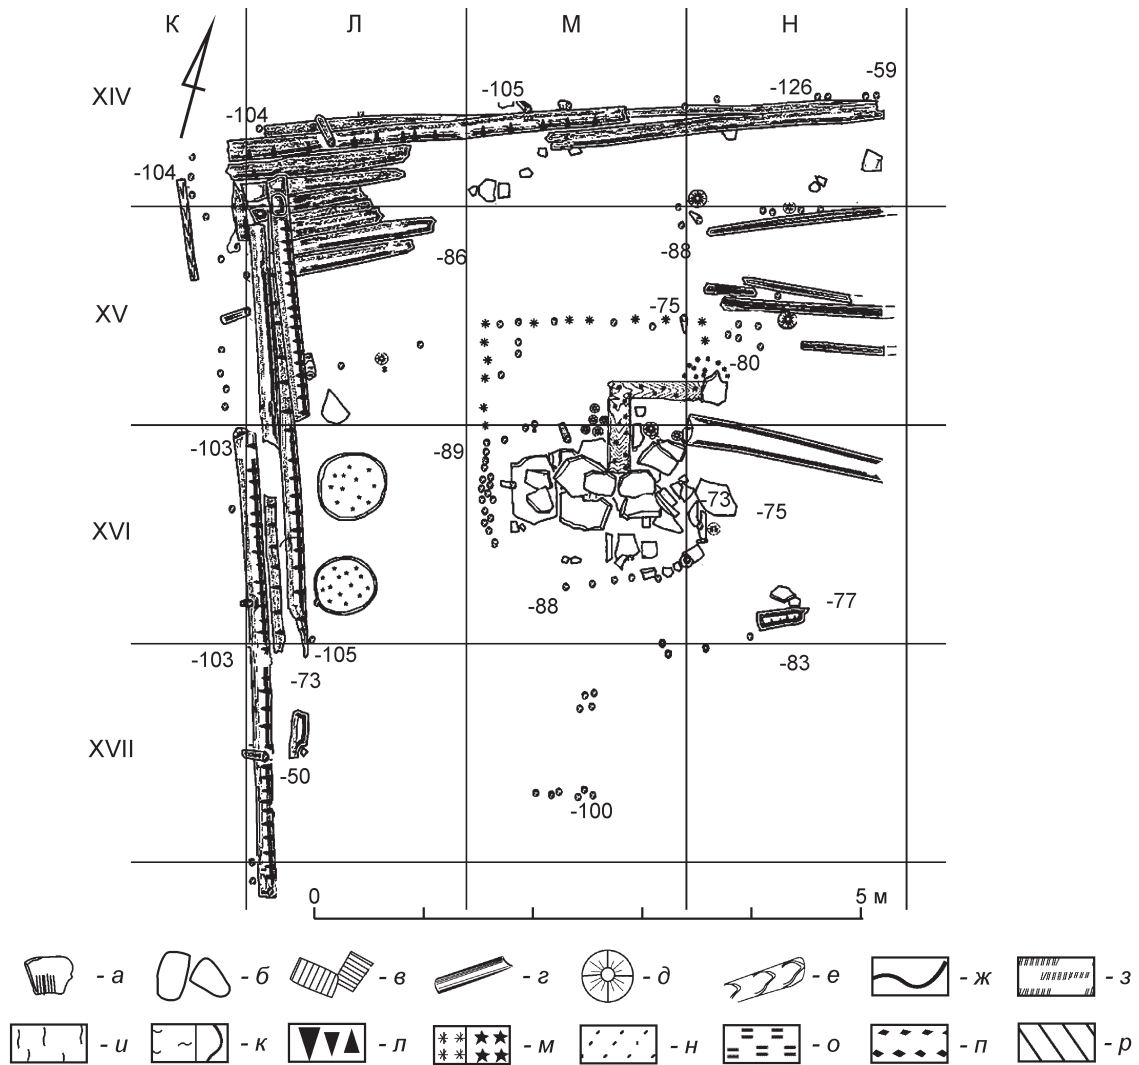 К Л М Н
XIV
-104 -105 -126 -59
-104
-86 -88
XV
-75
-80
-103 -89
-73 -75
XVI
-88 -77
-103 -105 -83
-73
XVII
-50
-100
0 5 м
- а - б - в - г - д - е - ж - з
- и - к - л - м - н - о - п - р